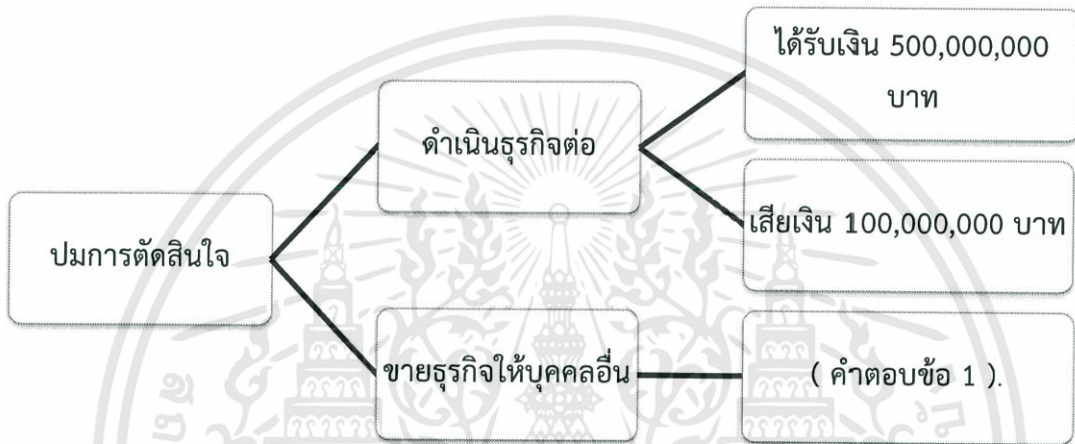 ได้รับเงิน 500,000,000
บาท
ดำเนินธุรกิจต่อ
เสียเงิน 100,000,000 บาท
ปมการตัดสินใจ
ขายธุรกิจให้บุคคลอื่น
( คำตอบข้อ 1 ).